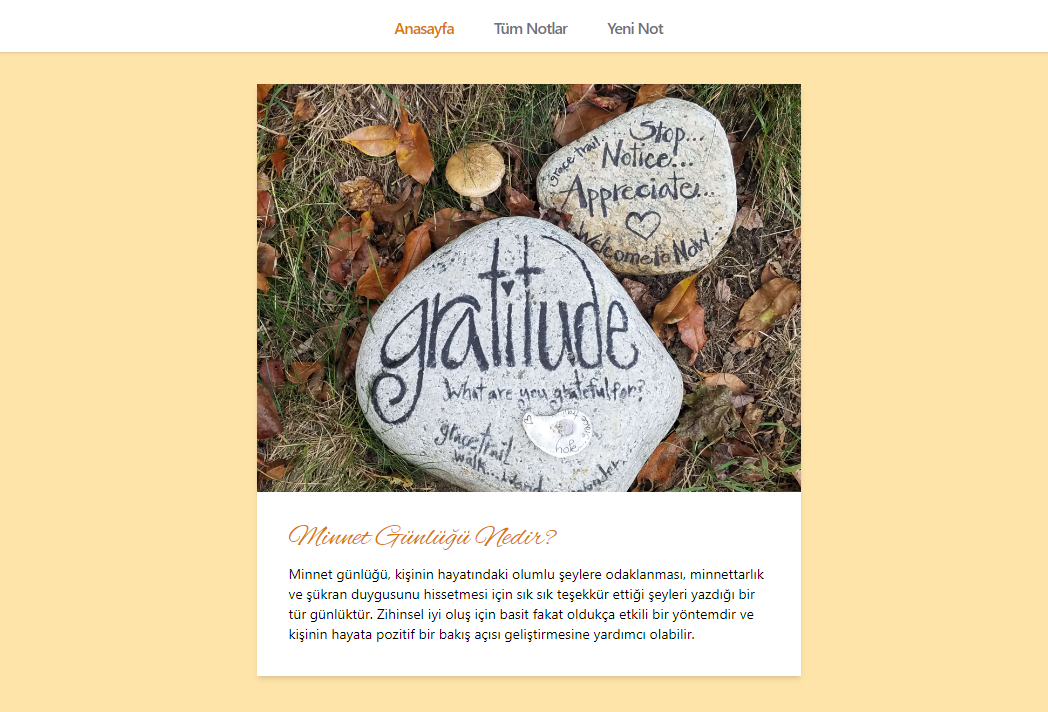 Anasayfa Tüm Notlar Yeni Not
grace trail....
Stop...
Notice...
Appreciate...
Welcome to Now...
gratitude
What are you grateful for?
grace trail
walk...
Minnet Günlüğü Nedir?
Minnet günlüğü, kişinin hayatındaki olumlu şeylere odaklanması, minnettarlık
ve şükran duygusunu hissetmesi için sık sık teşekkür ettiği şeyleri yazdığı bir
tür günlüktür. Zihinsel iyi oluş için basit fakat oldukça etkili bir yöntemdir ve
kişinin hayata pozitif bir bakış açısı geliştirmesine yardımcı olabilir.